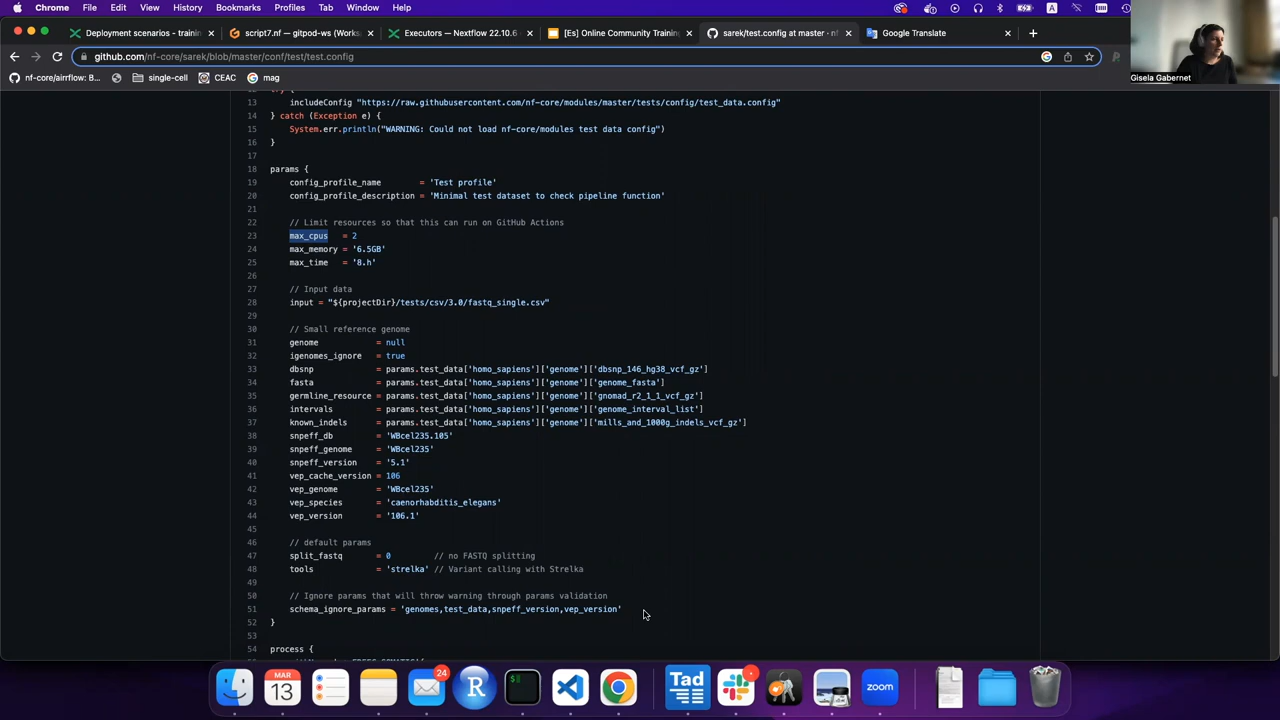 Chrome File Edit View History Bookmarks Profiles Tab Window Help A
Deployment scenarios - trainin script7.nf — gitpod-ws (Works Executors — Nextflow 22.10.6 [Es] Online Community Trainin sarek/test.config at master · nf Google Translate
github.com/nf-core/sarek/blob/master/conf/test/test.config
nf-core/airrflow: B... single-cell CEAC mag
Gisela Gabernet
13 includeConfig "https://raw.githubusercontent.com/nf-core/modules/master/tests/config/test_data.config"
14 } catch (Exception e) {
15 System.err.println("WARNING: Could not load nf-core/modules test data config")
16 }
17
18 params {
19 config_profile_name = 'Test profile'
20 config_profile_description = 'Minimal test dataset to check pipeline function'
21
22 // Limit resources so that this can run on GitHub Actions
23 max_cpus = 2
24 max_memory = '6.5GB'
25 max_time = '8.h'
26
27 // Input data
28 input = "${projectDir}/tests/csv/3.0/fastq_single.csv"
29
30 // Small reference genome
31 genome = null
32 igenomes_ignore = true
33 dbsnp = params.test_data['homo_sapiens']['genome']['dbsnp_146_hg38_vcf_gz']
34 fasta = params.test_data['homo_sapiens']['genome']['genome_fasta']
35 germline_resource = params.test_data['homo_sapiens']['genome']['gnomad_r2_1_1_vcf_gz']
36 intervals = params.test_data['homo_sapiens']['genome']['genome_interval_list']
37 known_indels = params.test_data['homo_sapiens']['genome']['mills_and_1000g_indels_vcf_gz']
38 snpeff_db = 'WBcel235.105'
39 snpeff_genome = 'WBcel235'
40 snpeff_version = '5.1'
41 vep_cache_version = 106
42 vep_genome = 'WBcel235'
43 vep_species = 'caenorhabditis_elegans'
44 vep_version = '106.1'
45
46 // default params
47 split_fastq = 0 // no FASTQ splitting
48 tools = 'strelka' // Variant calling with Strelka
49
50 // Ignore params that will throw warning through params validation
51 schema_ignore_params = 'genomes,test_data,snpeff_version,vep_version'
52 }
53
54 process {
MAR 13 24 R $ Tad zoom